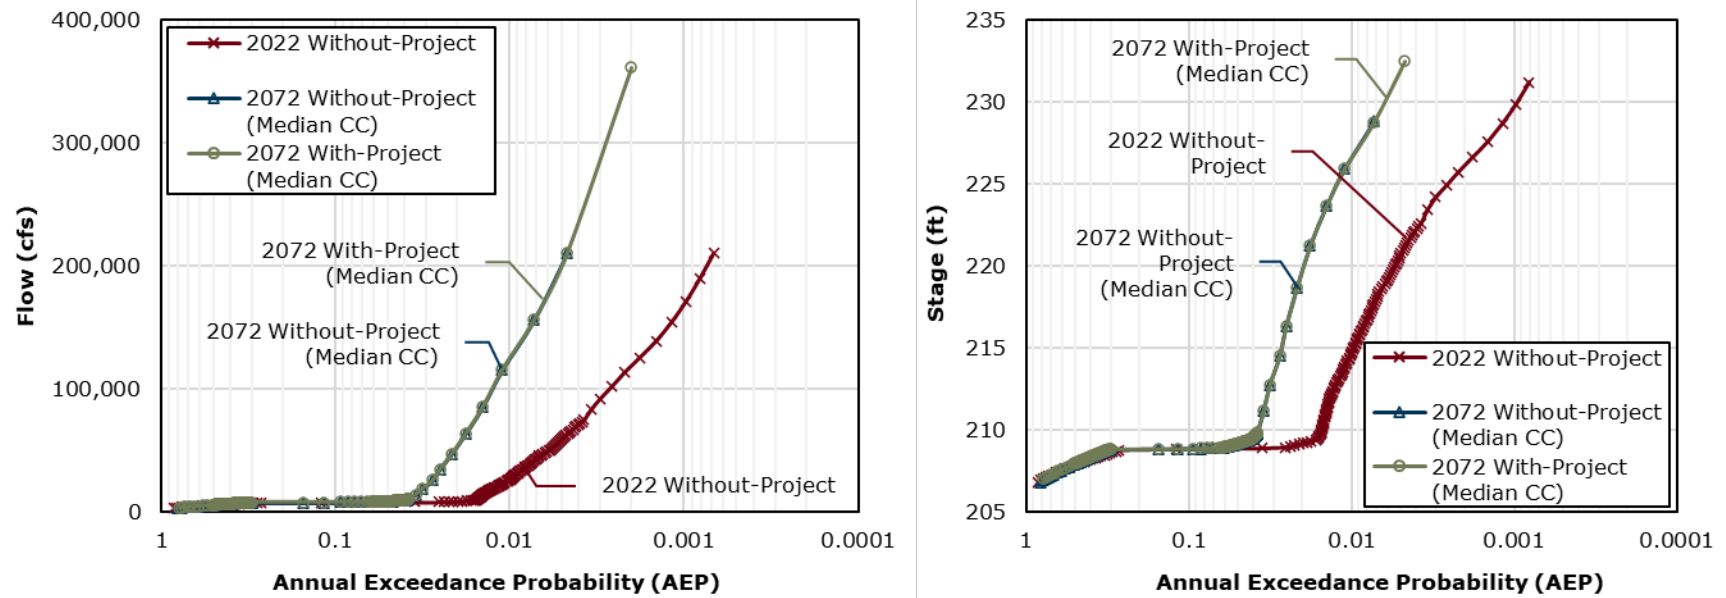 400,000
300,000
200,000
100,000
0
Flow (cfs)
2022 Without-Project
2072 Without-Project
(Median CC)
2072 With-Project
(Median CC)
2072 With-Project
(Median CC)
2072 Without-Project
(Median CC)
2022 Without-Project
1
0.1
0.01
0.001
0.0001
Annual Exceedance Probability (AEP)
235
230
225
220
215
210
205
Stage (ft)
2072 With-Project
(Median CC)
2022 Without-
Project
2072 Without-
Project
(Median CC)
2022 Without-Project
2072 Without-Project
(Median CC)
2072 With-Project
(Median CC)
1
0.1
0.01
0.001
0.0001
Annual Exceedance Probability (AEP)